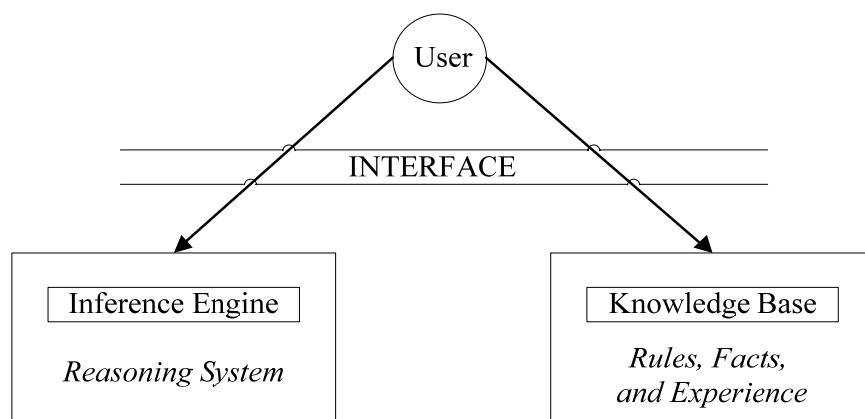 User
INTERFACE
Inference Engine
Reasoning System
Knowledge Base
Rules, Facts,
and Experience